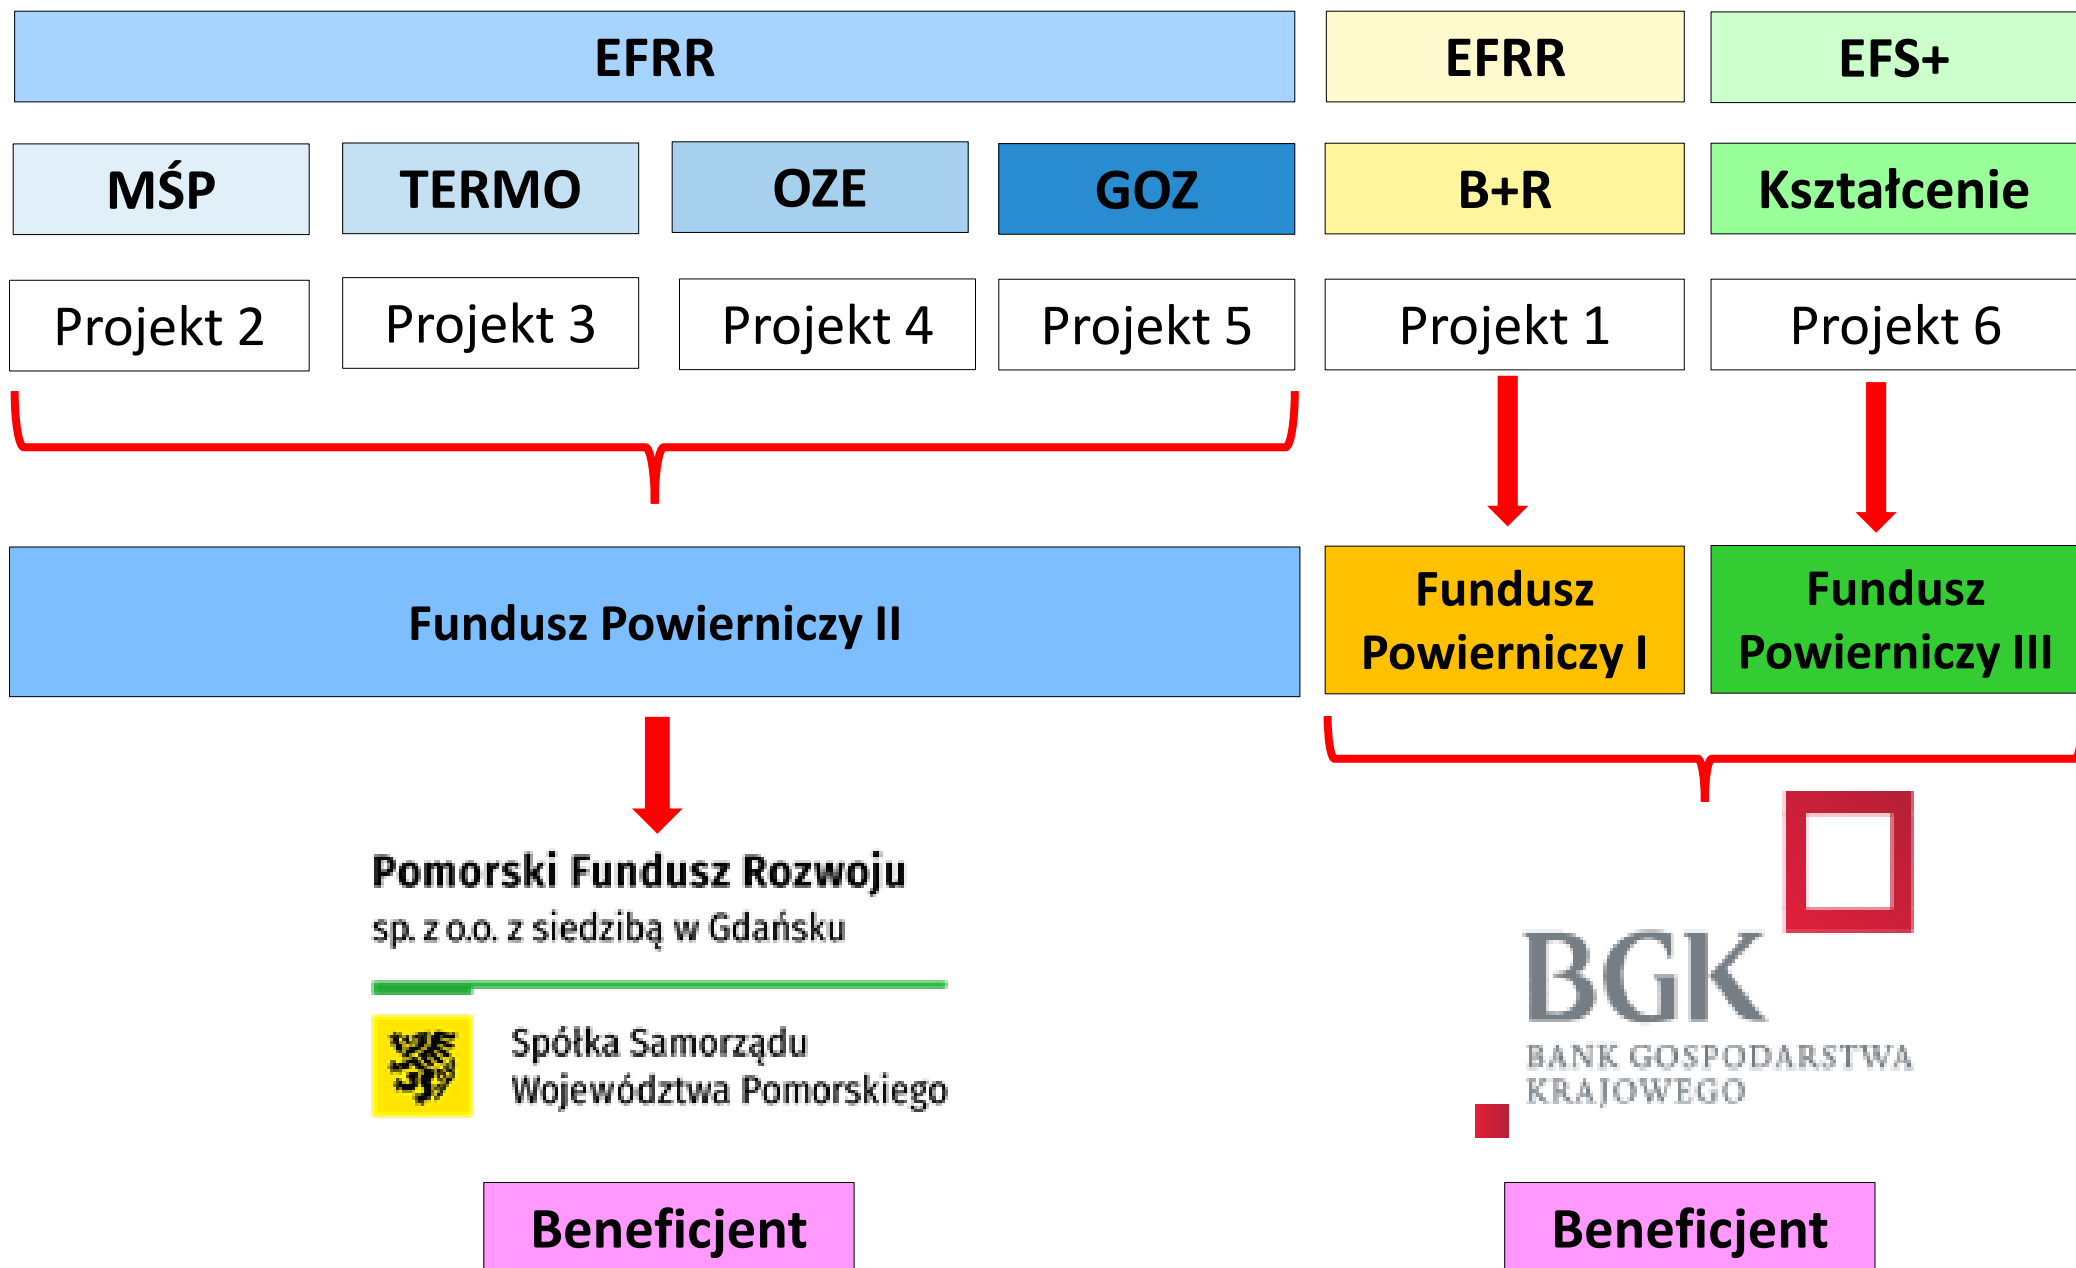 EFRR
EFRR
EFS+
MŚP
TERMO
OZE
GOZ
B+R
Kształcenie
Projekt 2
Projekt 3
Projekt 4
Projekt 5
Projekt 1
Projekt 6
Fundusz Powierniczy II
Fundusz
Powierniczy I
Fundusz
Powierniczy III
Pomorski Fundusz Rozwoju
sp. z o.o. z siedzibą w Gdańsku
Spółka Samorządu
Województwa Pomorskiego
BGK
BANK GOSPODARSTWA
KRAJOWEGO
Beneficjent
Beneficjent